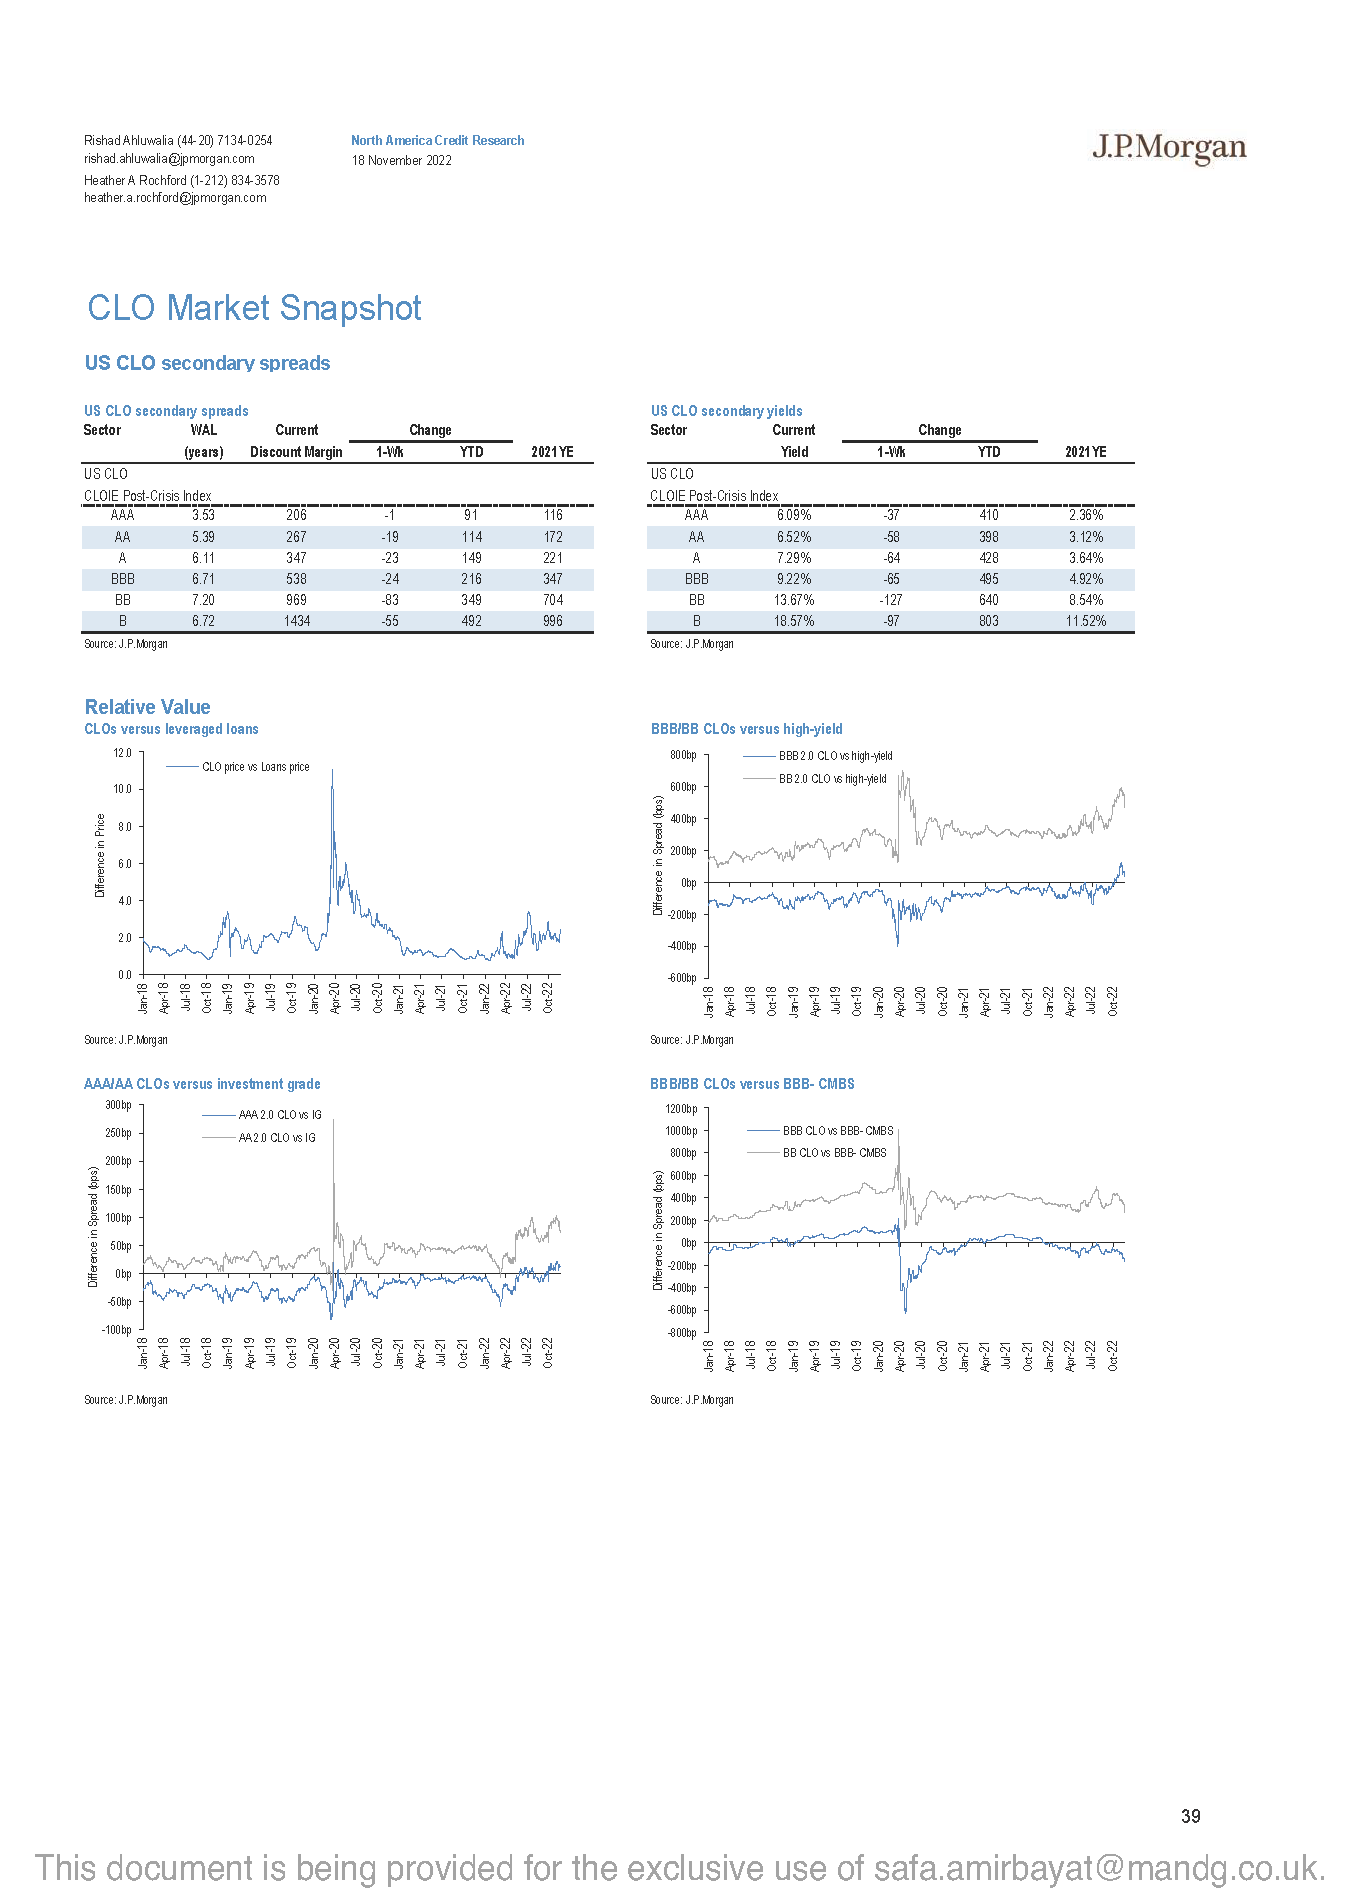 Rishad Ahluwalia (44-20) 7134-0254
rishad.ahluwalia@jpmorgan.com
Heather A Rochford (1-212) 834-3578
heather.a.rochford@jpmorgan.com
North America Credit Research
18 November 2022
J.P.Morgan
CLO Market Snapshot
US CLO secondary spreads
US CLO secondary spreads
Sector WAL Current Change
(years) Discount Margin 1-Wk YTD 2021YE
US CLO
CLOIE Post-Crisis Index
AAA 3.53 206 -1 91 116
AA 5.39 267 -19 114 172
A 6.11 347 -23 149 221
BBB 6.71 538 -24 216 347
BB 7.20 969 -83 349 704
B 6.72 1434 -55 492 996
Source: J.P.Morgan
US CLO secondary yields
Sector Current Change
Yield 1-Wk YTD 2021YE
US CLO
CLOIE Post-Crisis Index
AAA 6.09% -37 410 2.36%
AA 6.52% -58 398 3.12%
A 7.29% -64 428 3.64%
BBB 9.22% -65 495 4.92%
BB 13.67% -127 640 8.54%
B 18.57% -97 803 11.52%
Source: J.P.Morgan
Relative Value
CLOs versus leveraged loans
12.0
10.0
8.0
6.0
4.0
2.0
0.0
Difference in Price
CLO price vs Loans price
Jan-18 Apr-18 Jul-18 Oct-18 Jan-19 Apr-19 Jul-19 Oct-19 Jan-20 Apr-20 Jul-20 Oct-20 Jan-21 Apr-21 Jul-21 Oct-21 Jan-22 Apr-22 Jul-22 Oct-22
Source: J.P.Morgan
BBB/BB CLOs versus high-yield
800bp
600bp
400bp
200bp
0bp
-200bp
-400bp
-600bp
Difference in Spread (bps)
BBB 2.0 CLO vs high-yield
BB 2.0 CLO vs high-yield
Jan-18 Apr-18 Jul-18 Oct-18 Jan-19 Apr-19 Jul-19 Oct-19 Jan-20 Apr-20 Jul-20 Oct-20 Jan-21 Apr-21 Jul-21 Oct-21 Jan-22 Apr-22 Jul-22 Oct-22
Source: J.P.Morgan
AAA/AA CLOs versus investment grade
300bp
250bp
200bp
150bp
100bp
50bp
0bp
-50bp
-100bp
Difference in Spread (bps)
AAA 2.0 CLO vs IG
AA 2.0 CLO vs IG
Jan-18 Apr-18 Jul-18 Oct-18 Jan-19 Apr-19 Jul-19 Oct-19 Jan-20 Apr-20 Jul-20 Oct-20 Jan-21 Apr-21 Jul-21 Oct-21 Jan-22 Apr-22 Jul-22 Oct-22
Source: J.P.Morgan
BBB/BB CLOs versus BBB- CMBS
1200bp
1000bp
800bp
600bp
400bp
200bp
0bp
-200bp
-400bp
-600bp
-800bp
Difference in Spread (bps)
BBB CLO vs BBB- CMBS
BB CLO vs BBB- CMBS
Jan-18 Apr-18 Jul-18 Oct-18 Jan-19 Apr-19 Jul-19 Oct-19 Jan-20 Apr-20 Jul-20 Oct-20 Jan-21 Apr-21 Jul-21 Oct-21 Jan-22 Apr-22 Jul-22 Oct-22
Source: J.P.Morgan
39
This document is being provided for the exclusive use of safa.amirbayat@mandg.co.uk.